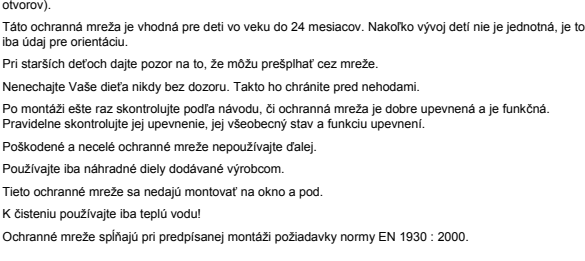 otvorov).
Táto ochranná mreža je vhodná pre deti vo veku do 24 mesiacov. Nakoľko vývoj detí nie je jednotná, je to
iba údaj pre orientáciu.
Pri starších deťoch dajte pozor na to, že môžu prešplhať cez mreže.
Nenechajte Vaše dieťa nikdy bez dozoru. Takto ho chránite pred nehodami.
Po montáži ešte raz skontrolujte podľa návodu, či ochranná mreža je dobre upevnená a je funkčná.
Pravidelne skontrolujte jej upevnenie, jej všeobecný stav a funkciu upevnení.
Poškodené a necelé ochranné mreže nepoužívajte ďalej.
Používajte iba náhradné diely dodávané výrobcom.
Tieto ochranné mreže sa nedajú montovať na okno a pod.
K čisteniu používajte iba teplú vodu!
Ochranné mreže spĺňajú pri predpísanej montáži požiadavky normy EN 1930 : 2000.